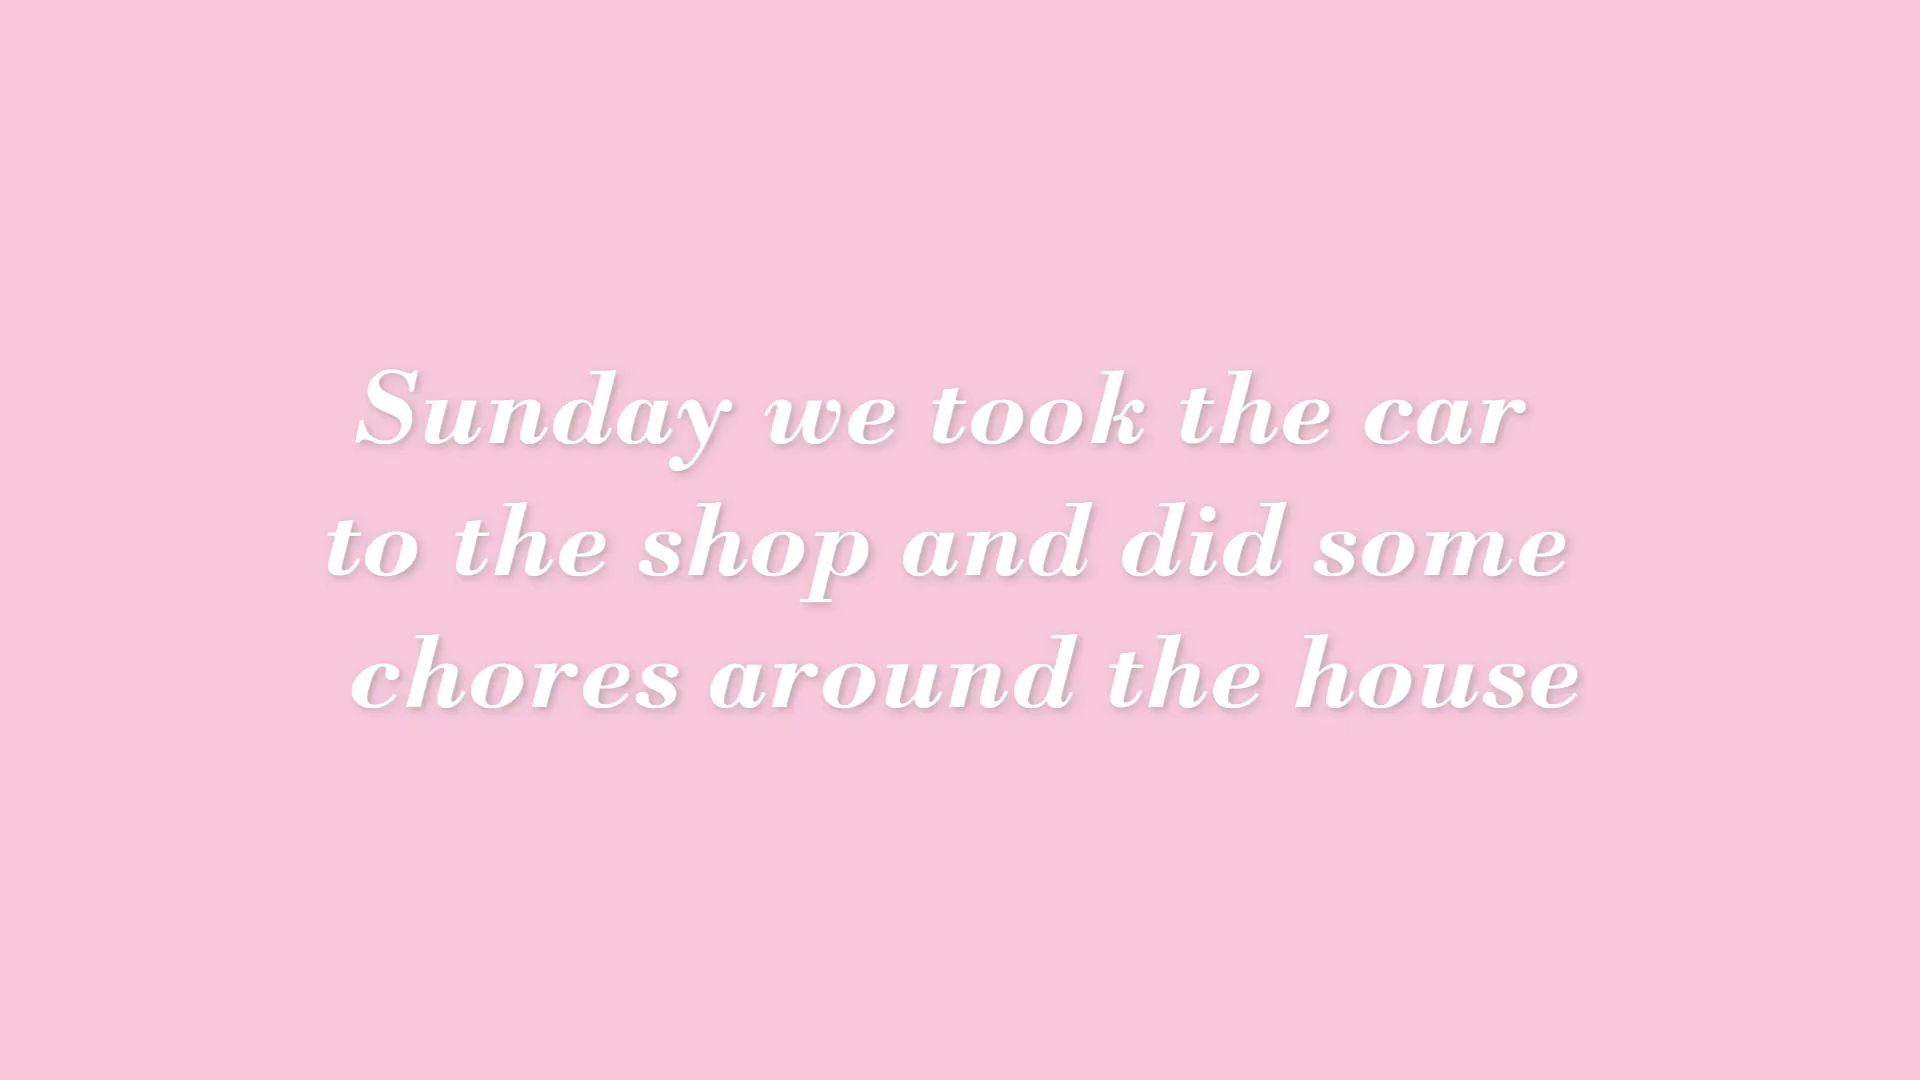 Sunday we took the car
to the shop and did some
chores around the house